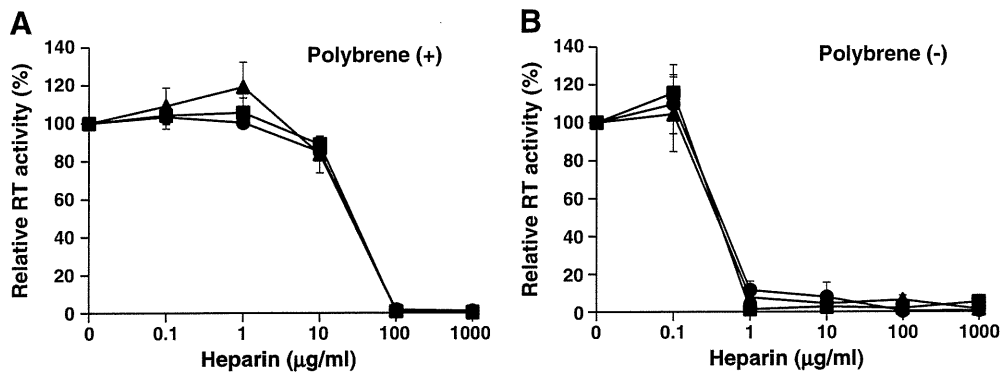 A
Polybrene (+)
Relative RT activity (%)
140
120
100
80
60
40
20
0
0 0.1 1 10 100 1000
Heparin (μg/ml)
B
Polybrene (-)
Relative RT activity (%)
140
120
100
80
60
40
20
0
0 0.1 1 10 100 1000
Heparin (μg/ml)